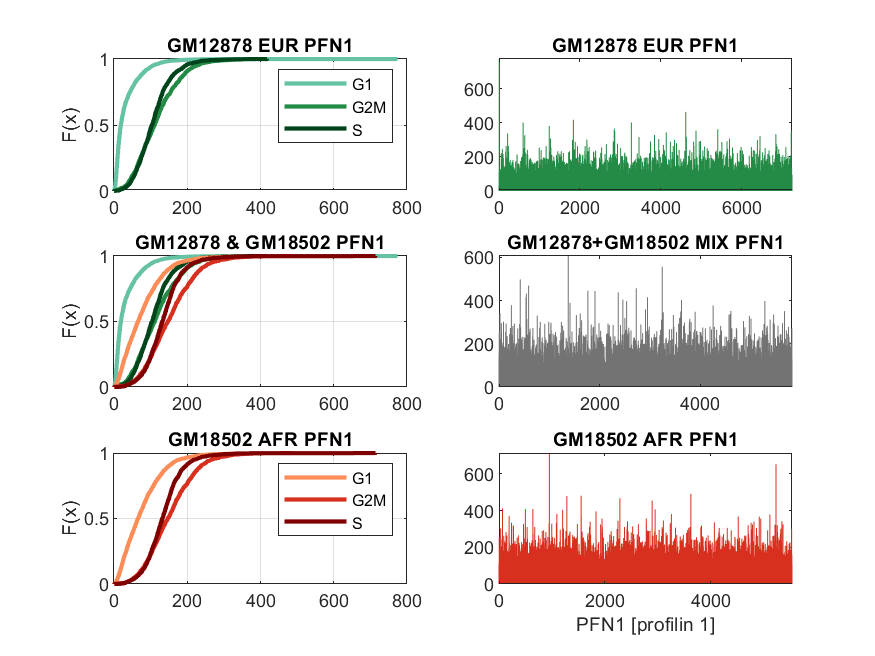 GM12878 EUR PFN1
F(x)
1
0.5
0
0 200 400 600 800
G1
G2M
S
GM12878 EUR PFN1
600
400
200
0
0 2000 4000 6000
GM12878 & GM18502 PFN1
F(x)
1
0.5
0
0 200 400 600 800
GM12878+GM18502 MIX PFN1
600
400
200
0
0 2000 4000
GM18502 AFR PFN1
F(x)
1
0.5
0
0 200 400 600 800
G1
G2M
S
GM18502 AFR PFN1
600
400
200
0
0 2000 4000
PFN1 [profilin 1]